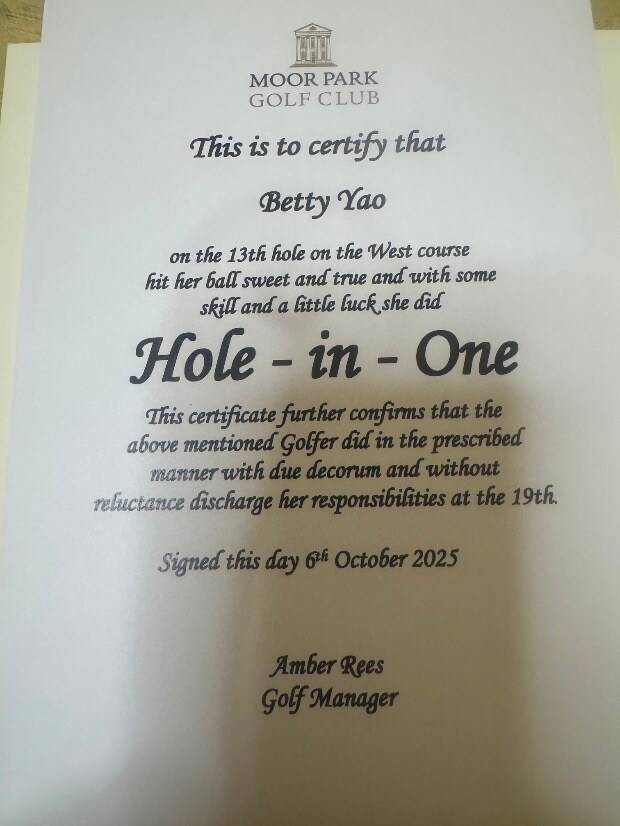 MOOR PARK
GOLF CLUB
This is to certify that
Betty Yao
on the 13th hole on the West course
hit her ball sweet and true and with some
skill and a little luck she did
Hole - in - One
This certificate further confirms that the
above mentioned Golfer did in the prescribed
manner with due decorum and without
reluctance discharge her responsibilities at the 19th.
Signed this day 6th October 2025
Amber Rees
Golf Manager